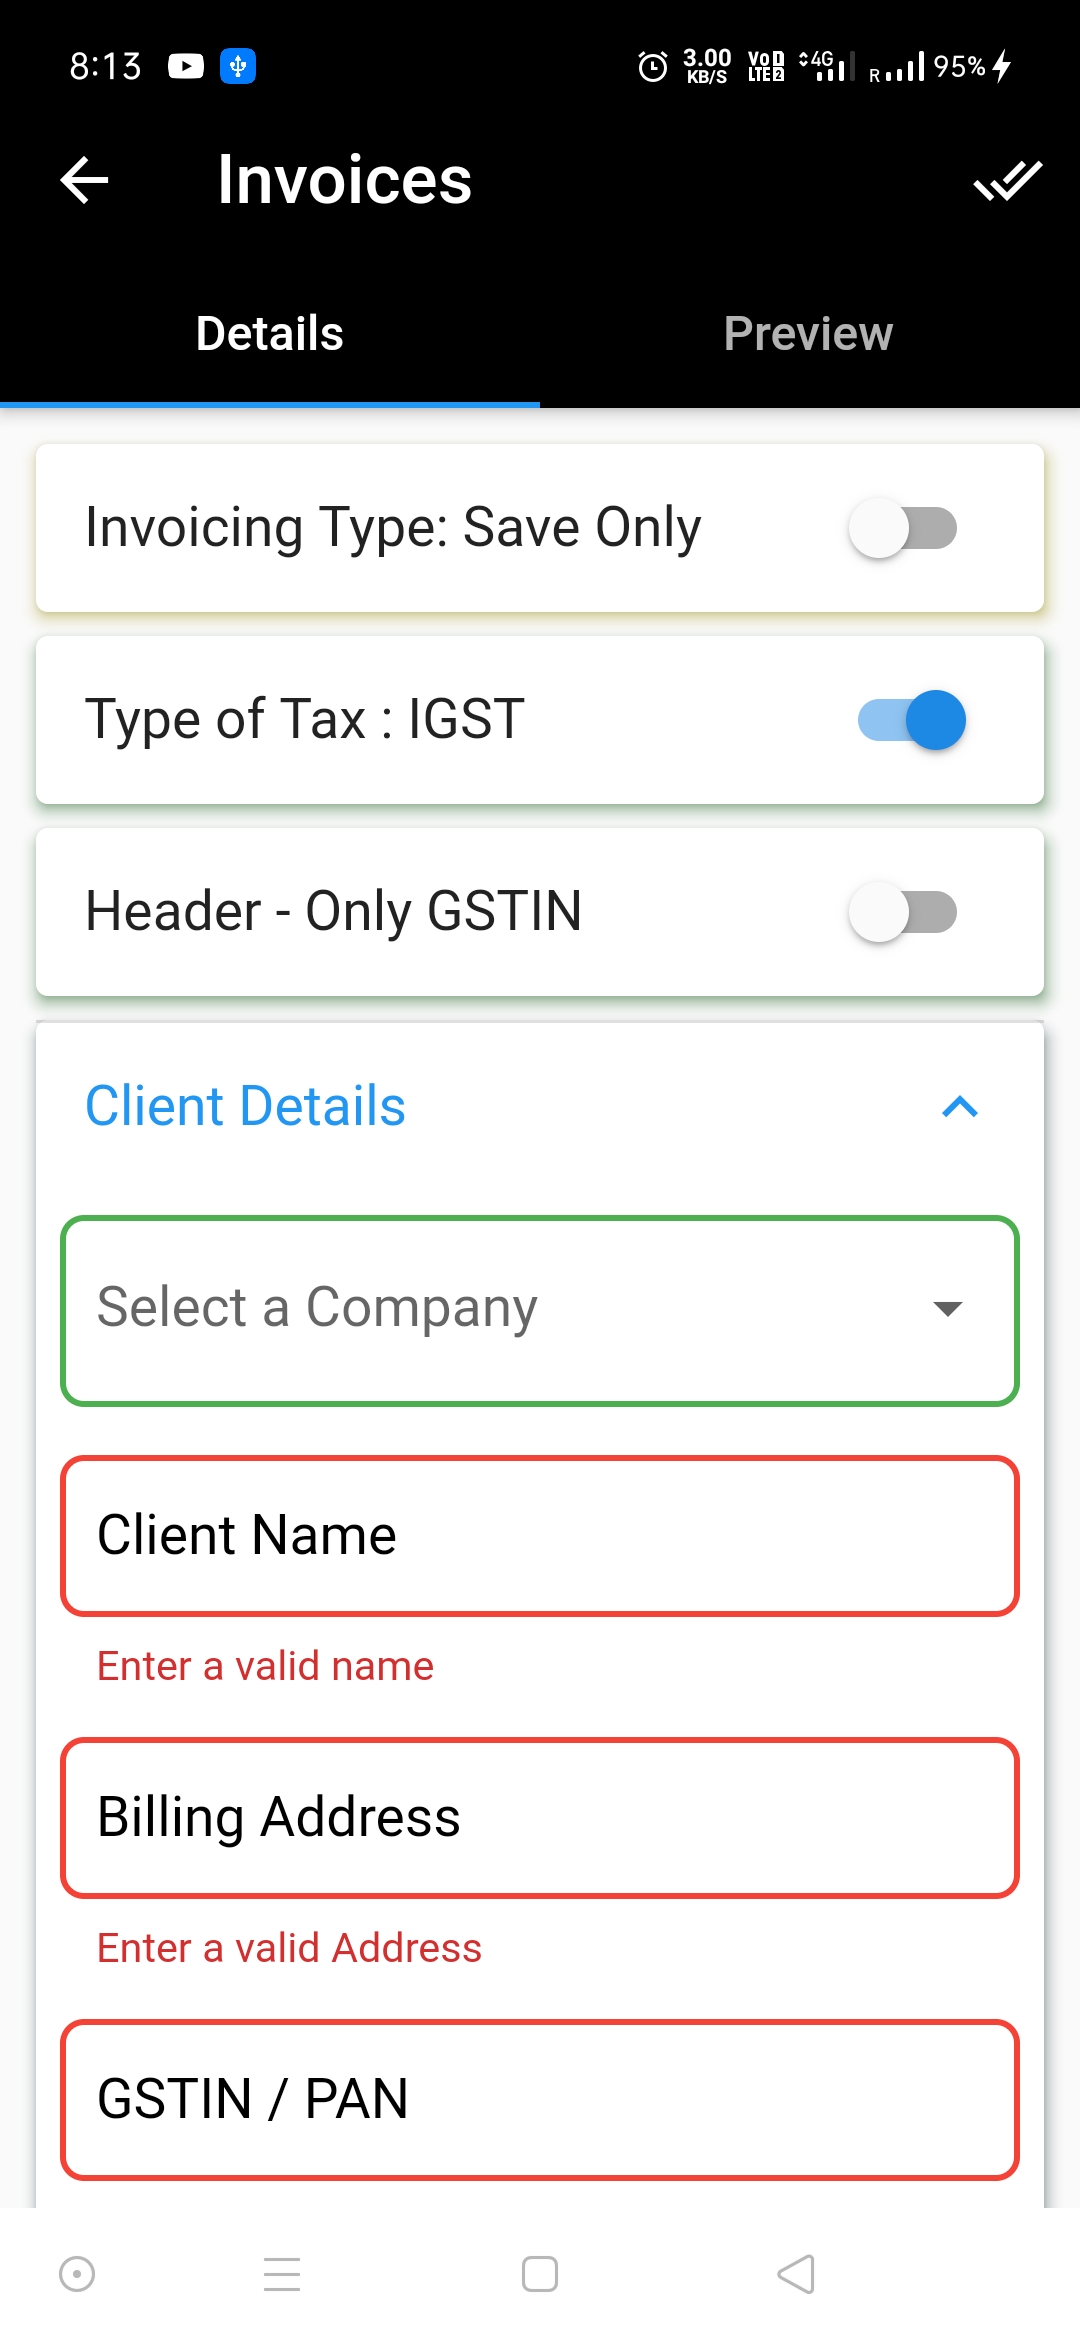 8:13 3.00 KB/S VoLTE 1 2 4G R 95%
Invoices
Details Preview
Invoicing Type: Save Only
Type of Tax : IGST
Header - Only GSTIN
Client Details
Select a Company
Client Name
Enter a valid name
Billing Address
Enter a valid Address
GSTIN / PAN